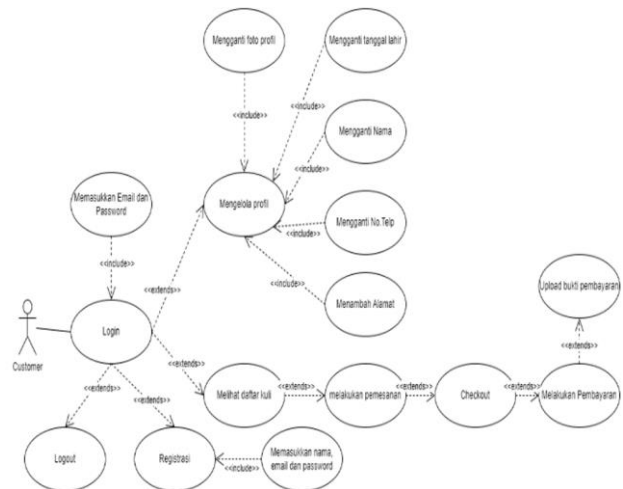 Mengganti foto profil
Mengganti tanggal lahir
<<include>>
<<include>>
Mengganti Nama
<<include>>
Memasukkan Email dan
Password
Mengelola profil
Mengganti No.Telp
<<include>>
<<include>>
<<extends>>
<<include>>
Menambah Alamat
Upload bukti pembayaran
Customer
Login
<<extends>>
<<extends>>
Melihat daftar kuli
<<extends>>
melakukan pemesanan
<<extends>>
Checkout
<<extends>>
Melakukan Pembayaran
<<extends>>
<<extends>>
Logout
Registrasi
<<include>>
Memasukkan nama,
email dan password